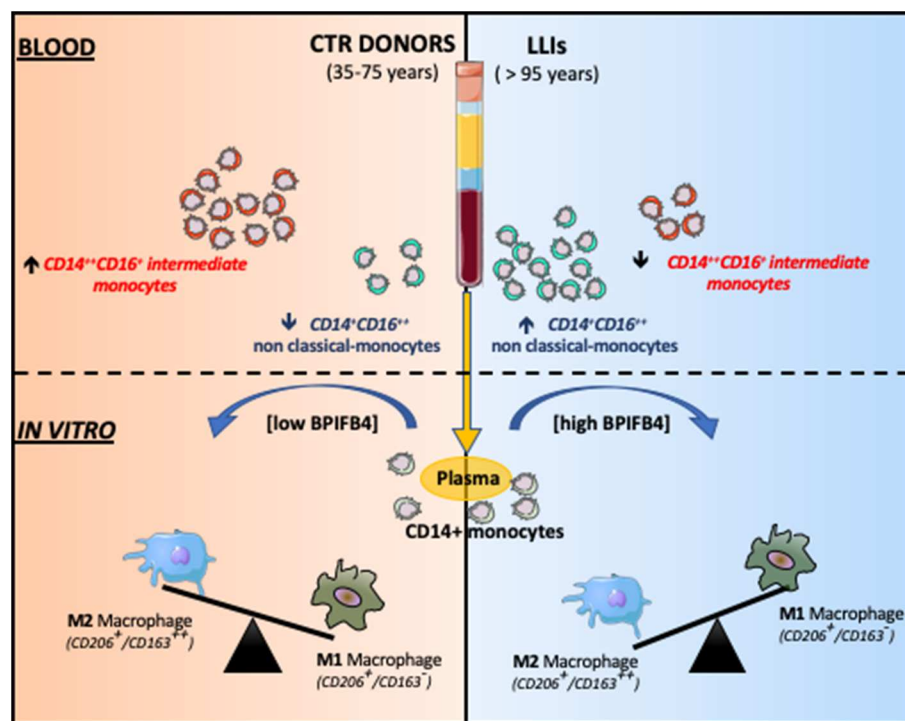 BLOOD
CTR DONORS
(35-75 years)
LLIs
( > 95 years)
↑ CD14⁺⁺CD16⁺ intermediate
monocytes
↓ CD14⁺CD16⁺⁺
non classical-monocytes
↑ CD14⁺CD16⁺⁺
non classical-monocytes
↓ CD14⁺⁺CD16⁺ intermediate
monocytes
IN VITRO
[low BPIFB4]
[high BPIFB4]
Plasma
CD14+ monocytes
M2 Macrophage
(CD206⁺/CD163⁺⁺)
M1 Macrophage
(CD206⁺/CD163⁻)
M2 Macrophage
(CD206⁺/CD163⁺⁺)
M1 Macrophage
(CD206⁺/CD163⁻)